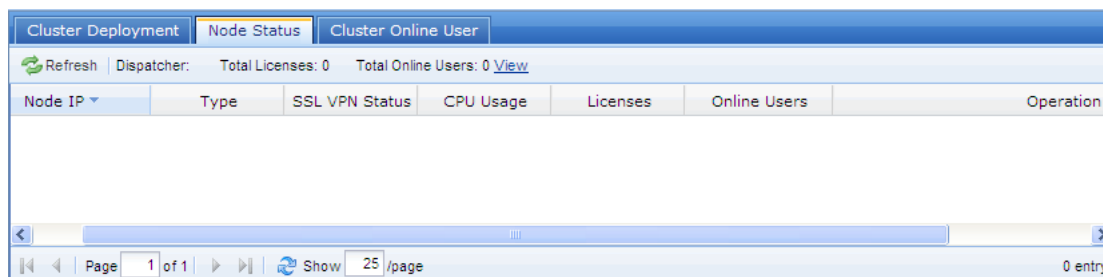 Cluster Deployment Node Status Cluster Online User
Refresh Dispatcher: Total Licenses: 0 Total Online Users: 0 View
Node IP Type SSL VPN Status CPU Usage Licenses Online Users Operation
Page 1 of 1 Show 25 /page 0 entry